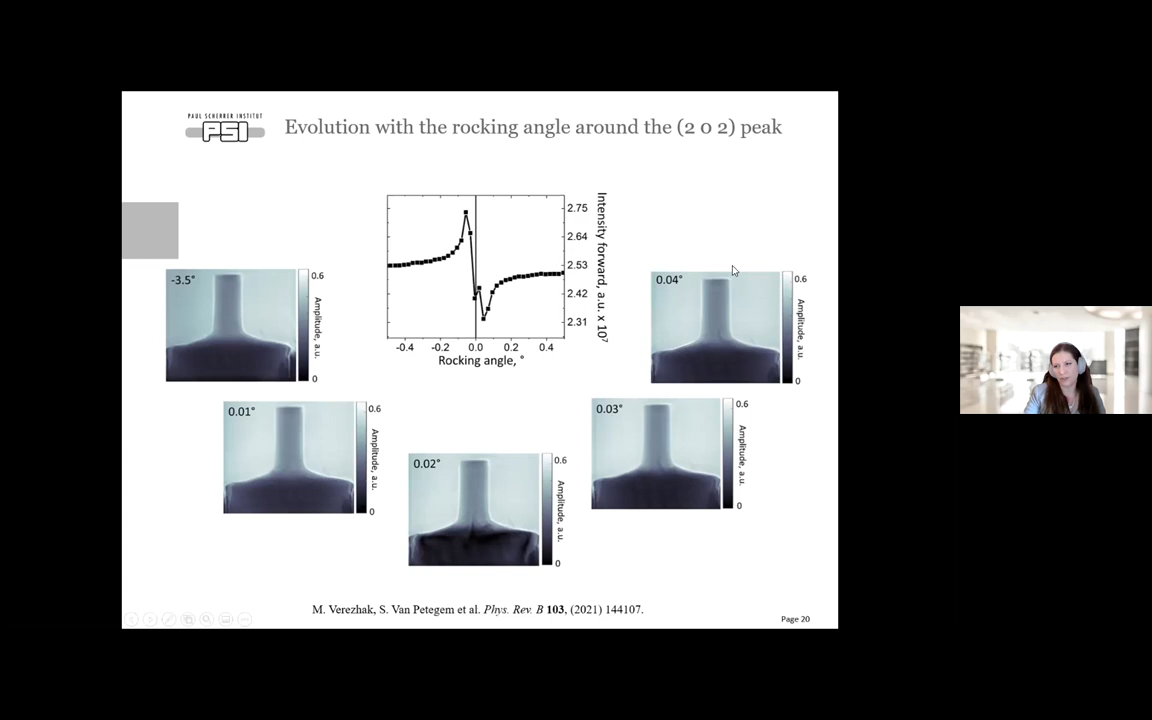 PAUL SCHERRER INSTITUT
PSI
Evolution with the rocking angle around the (2 0 2) peak
2.75
2.64
2.53
2.42
2.31
Intensity forward, a.u. x 10⁷
-0.4 -0.2 0.0 0.2 0.4
Rocking angle, °
-3.5°
0.6
Amplitude, a.u.
0
0.04°
0.6
Amplitude, a.u.
0
0.01°
0.6
Amplitude, a.u.
0
0.03°
0.6
Amplitude, a.u.
0
0.02°
0.6
Amplitude, a.u.
0
M. Verezhak, S. Van Petegem et al. Phys. Rev. B 103, (2021) 144107.
Page 20